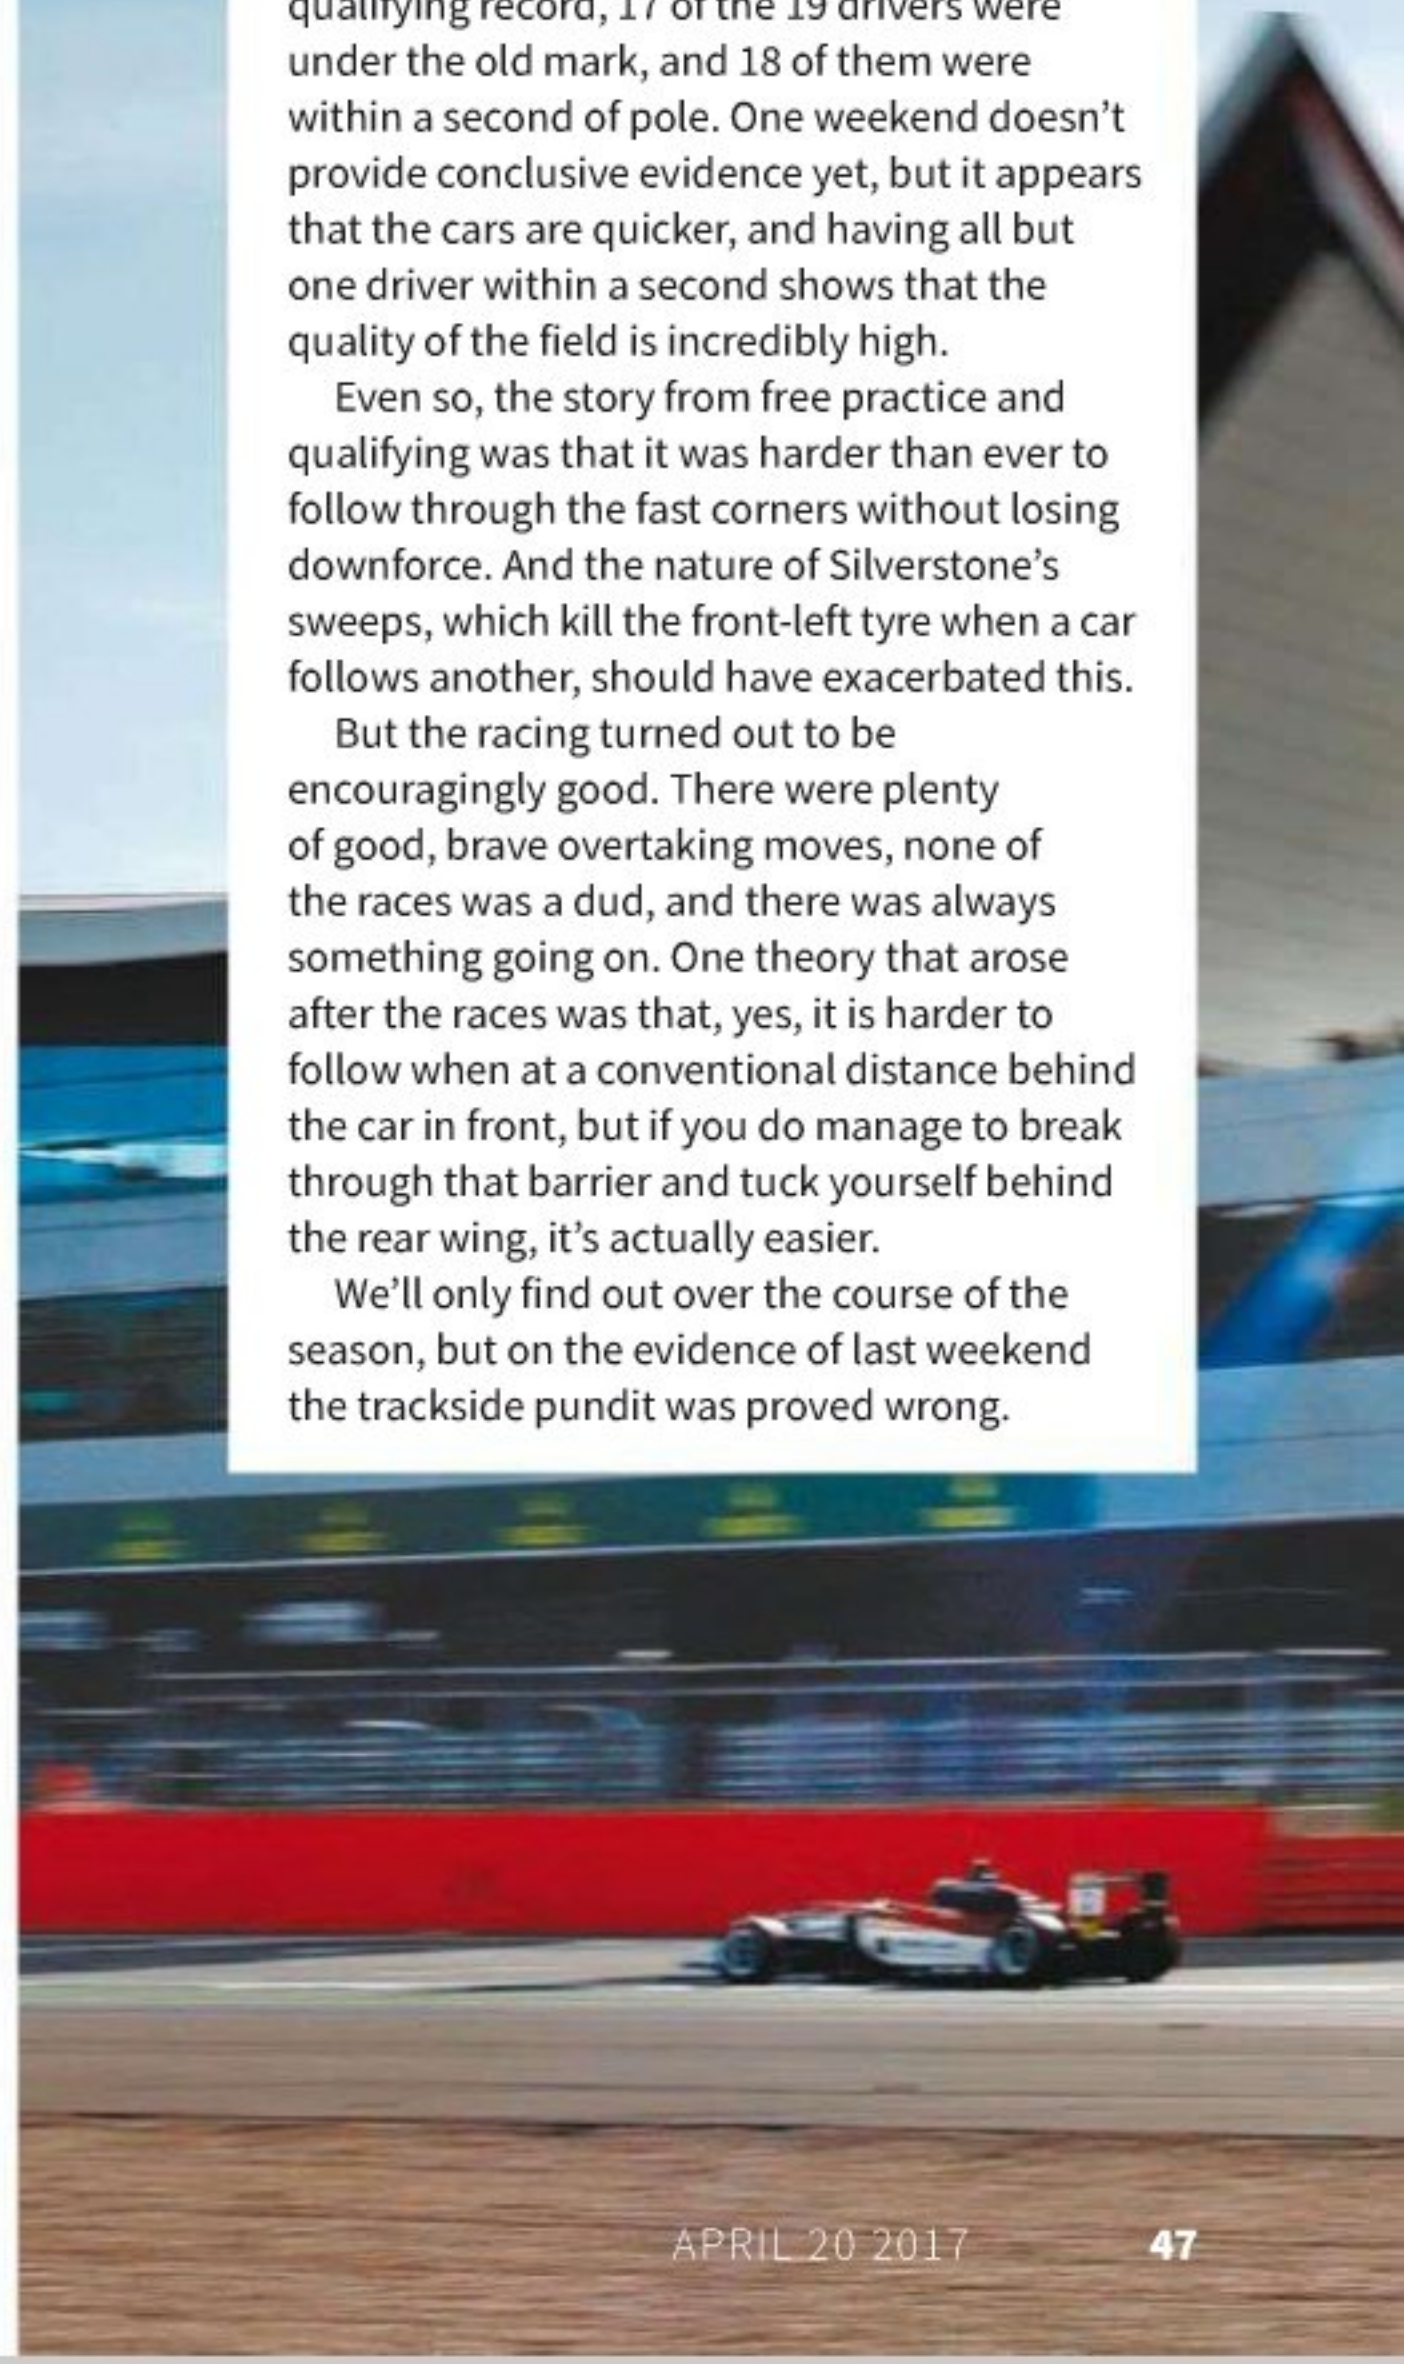 qualifying record, 17 of the 19 drivers were
under the old mark, and 18 of them were
within a second of pole. One weekend doesn’t
provide conclusive evidence yet, but it appears
that the cars are quicker, and having all but
one driver within a second shows that the
quality of the field is incredibly high.
Even so, the story from free practice and
qualifying was that it was harder than ever to
follow through the fast corners without losing
downforce. And the nature of Silverstone’s
sweeps, which kill the front-left tyre when a car
follows another, should have exacerbated this.
But the racing turned out to be
encouragingly good. There were plenty
of good, brave overtaking moves, none of
the races was a dud, and there was always
something going on. One theory that arose
after the races was that, yes, it is harder to
follow when at a conventional distance behind
the car in front, but if you do manage to break
through that barrier and tuck yourself behind
the rear wing, it’s actually easier.
We’ll only find out over the course of the
season, but on the evidence of last weekend
the trackside pundit was proved wrong.
APRIL 20 2017
47